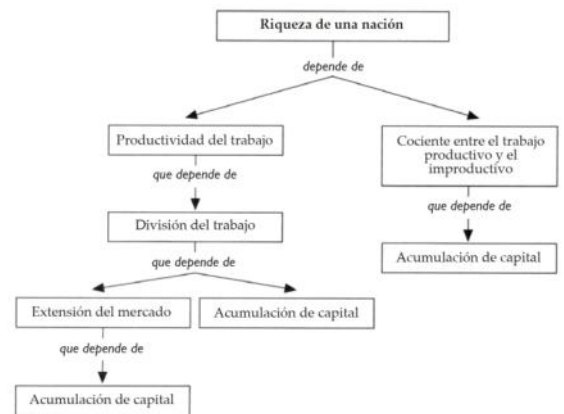 Riqueza de una nación
depende de
Productividad del trabajo
Cociente entre el trabajo
productivo y el
improductivo
que depende de
que depende de
División del trabajo
Acumulación de capital
que depende de
Extensión del mercado
Acumulación de capital
que depende de
Acumulación de capital